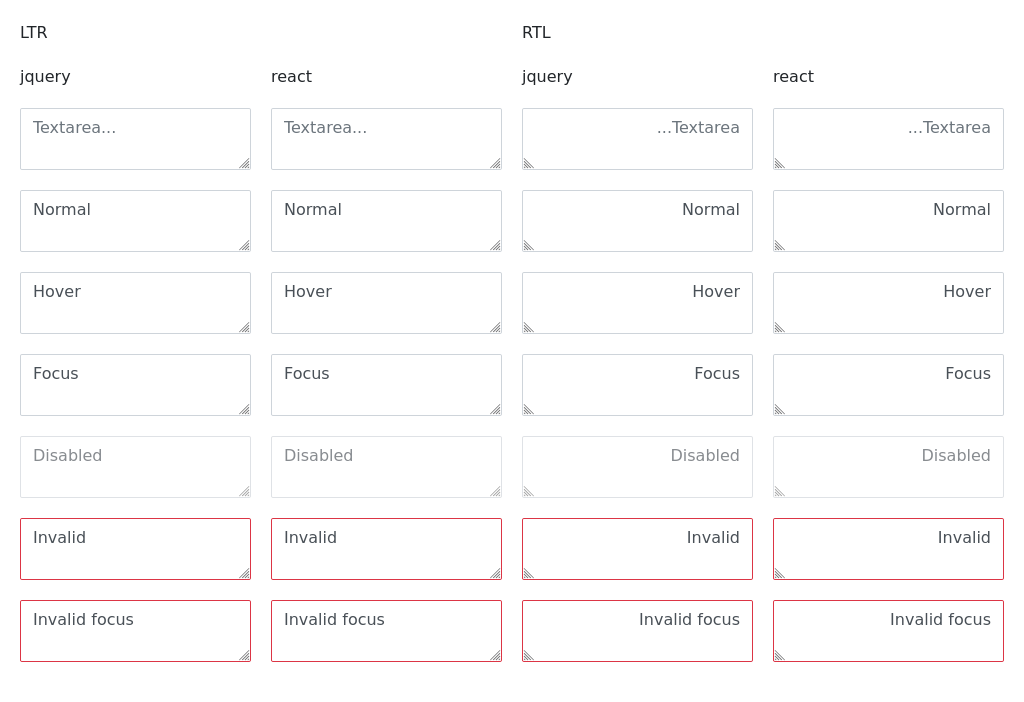 LTR RTL
jquery react jquery react
Textarea... Textarea... ...Textarea ...Textarea
Normal Normal Normal Normal
Hover Hover Hover Hover
Focus Focus Focus Focus
Disabled Disabled Disabled Disabled
Invalid Invalid Invalid Invalid
Invalid focus Invalid focus Invalid focus Invalid focus